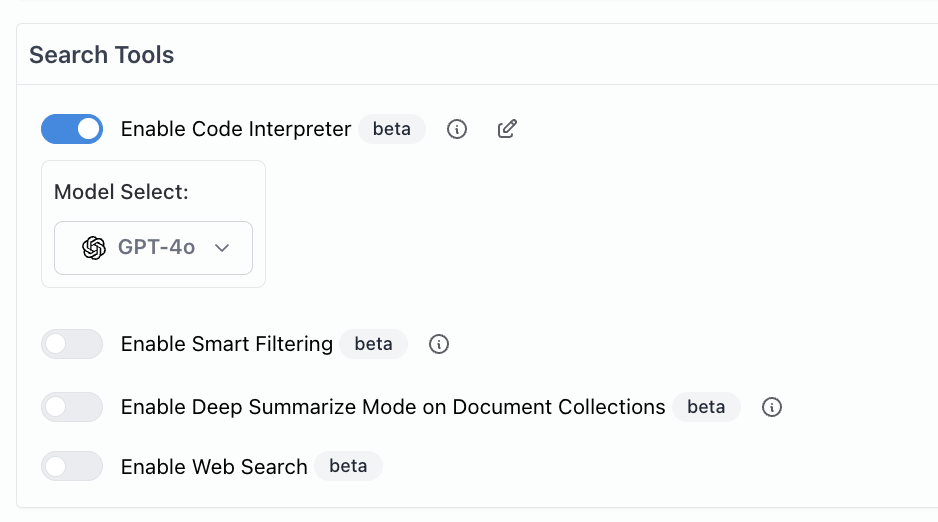 Search Tools
Enable Code Interpreter beta
Model Select:
GPT-4o
Enable Smart Filtering beta
Enable Deep Summarize Mode on Document Collections beta
Enable Web Search beta